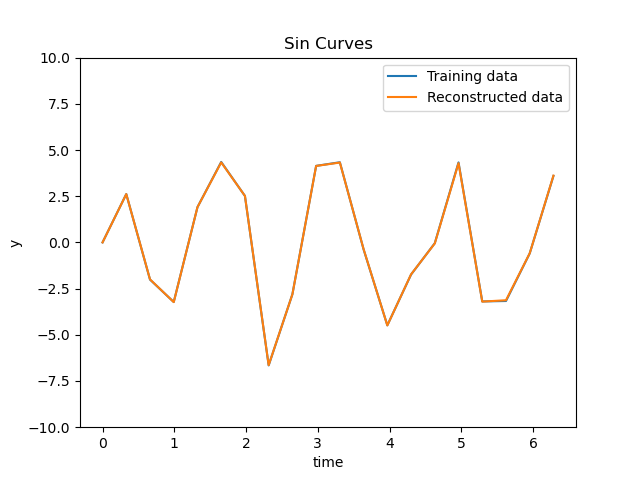 Sin Curves
10.0
7.5
5.0
2.5
0.0
−2.5
−5.0
−7.5
−10.0
y
Training data
Reconstructed data
0 1 2 3 4 5 6
time